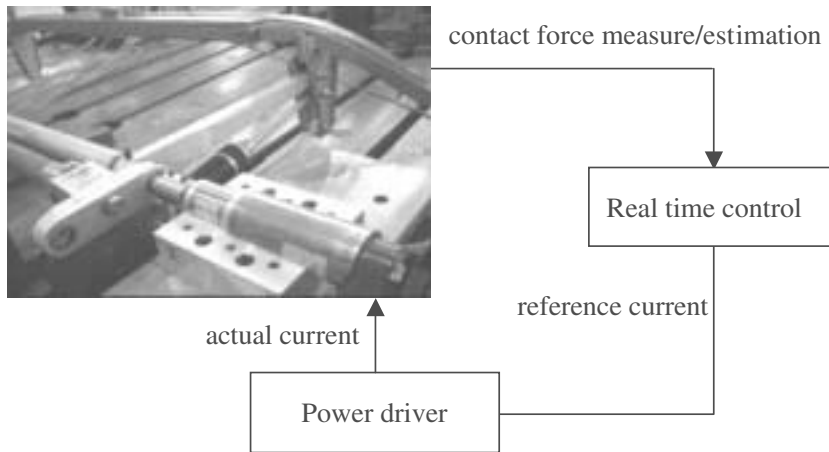 contact force measure/estimation
Real time control
reference current
actual current
Power driver